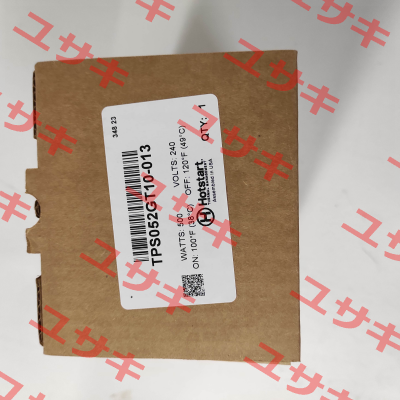 348 23
TPS052GT10-013
WATTS: 500 VOLTS: 240
ON: 100°F (38°C) OFF: 120°F (49°C)
Hotstart
Assembled in USA
QTY: 1
ユサキ
ユサキ
ユサキ
ユサキ
ユサキ
ユサキ
ユサキ
ユサキ